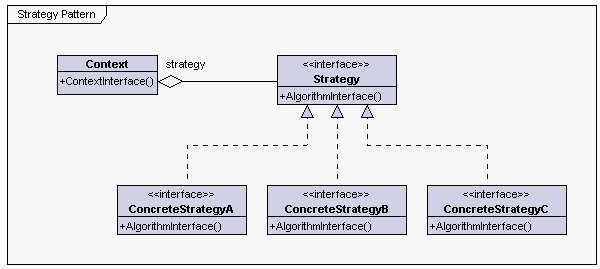 Strategy Pattern
Context
+ContextInterface()
strategy
<<interface>>
Strategy
+AlgorithmInterface()
<<interface>>
ConcreteStrategyA
+AlgorithmInterface()
<<interface>>
ConcreteStrategyB
+AlgorithmInterface()
<<interface>>
ConcreteStrategyC
+AlgorithmInterface()